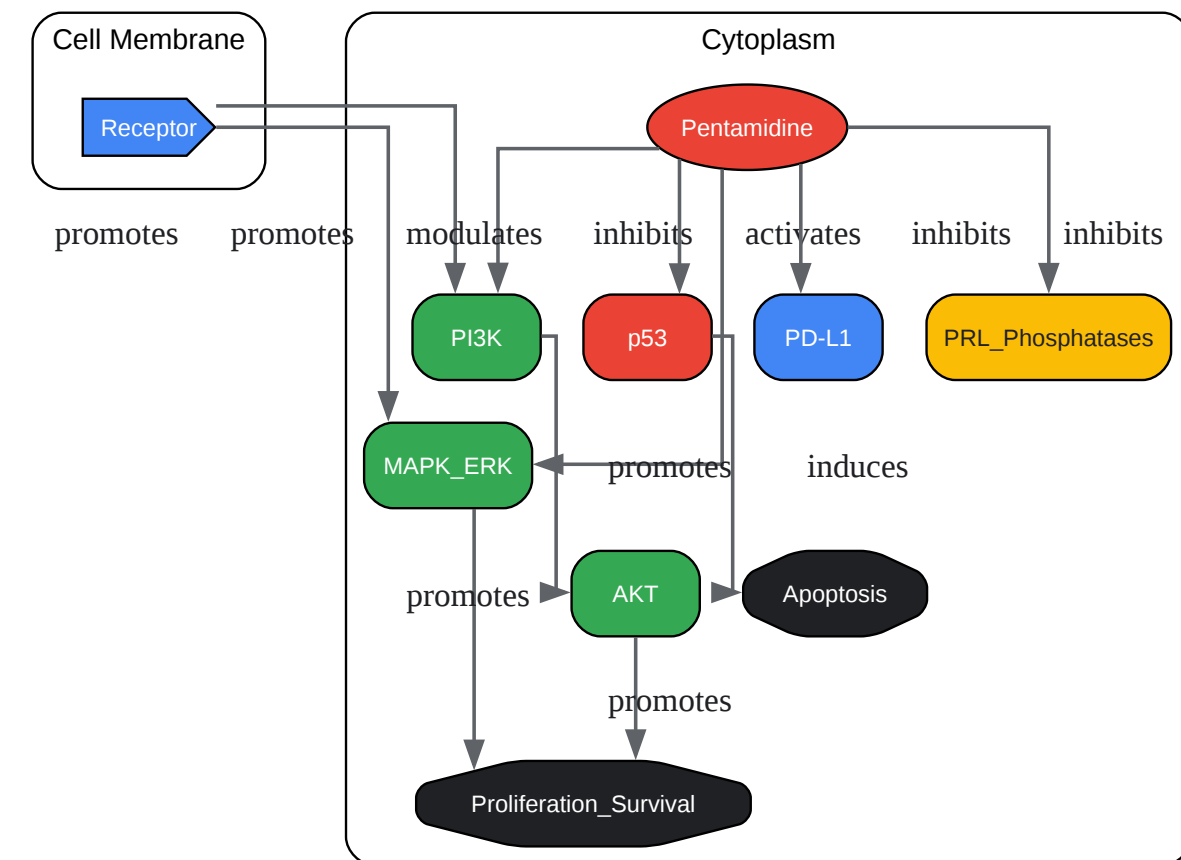 Cell Membrane
Cytoplasm
Receptor
Pentamidine
promotes
promotes
modulates
inhibits
activates
inhibits
inhibits
PI3K
p53
PD-L1
PRL_Phosphatases
MAPK_ERK
promotes
induces
promotes
AKT
Apoptosis
promotes
Proliferation_Survival